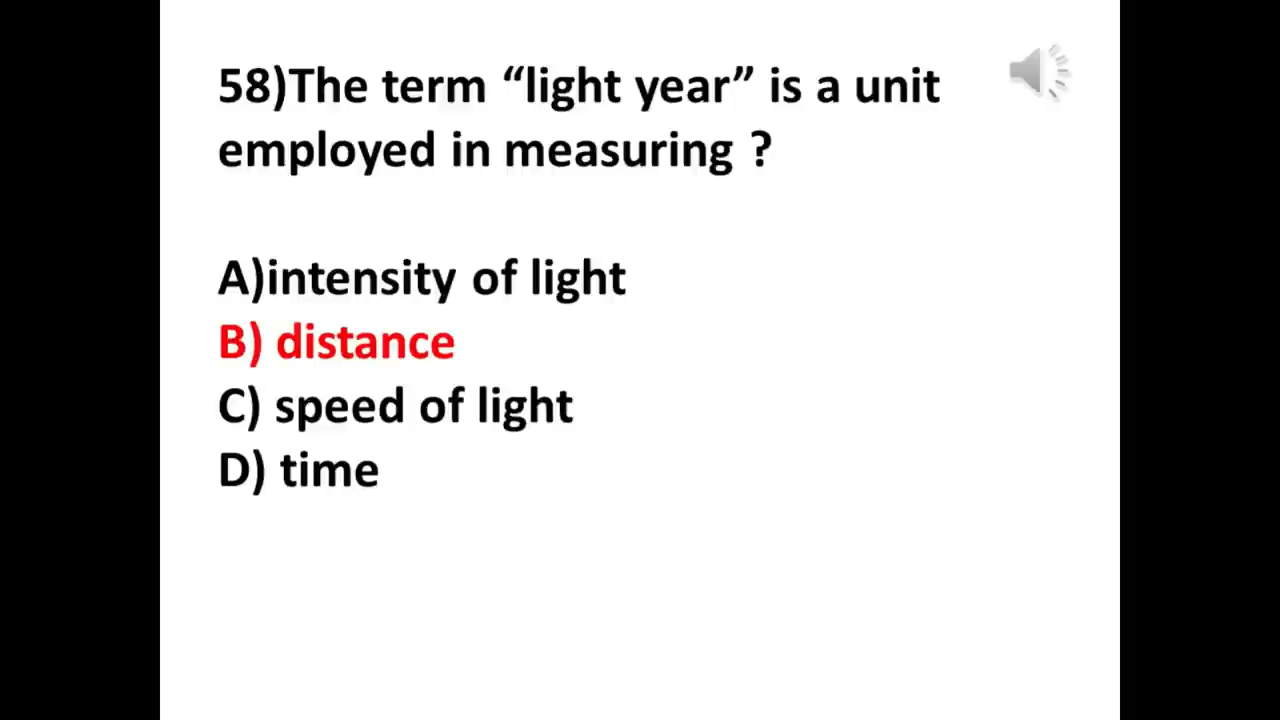 58)The term “light year” is a unit
employed in measuring ?
A)intensity of light
B) distance
C) speed of light
D) time